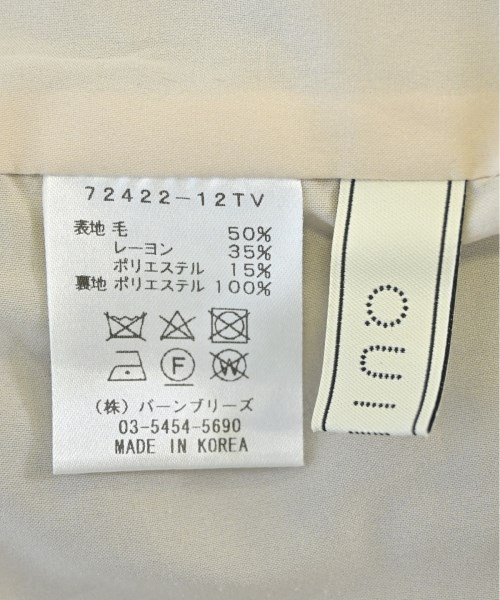 72422-12TV
表地 毛 50%
レーヨン 35%
ポリエステル 15%
裏地 ポリエステル 100%
F
W
(株) バーンブリーズ
03-5454-5690
MADE IN KOREA
QUI